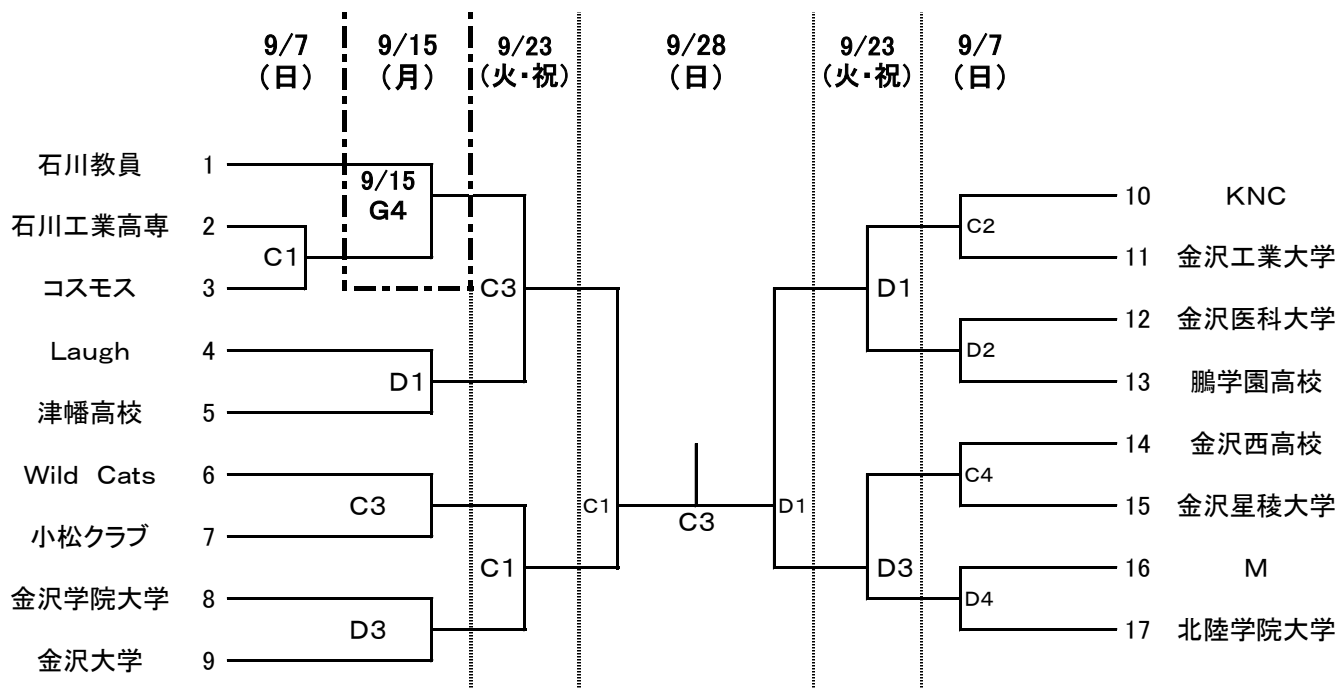 9/7 9/15 9/23 9/28 9/23 9/7
(日) (月) (火・祝) (日) (火・祝) (日)
石川教員 1
9/15
G4
石川工業高専 2
C1
コスモス 3
C3
Laugh 4
D1
津幡高校 5
Wild Cats 6
C3
小松クラブ 7
C1
金沢学院大学 8
D3
金沢大学 9
C1
C3
D1
10 KNC
C2
11 金沢工業大学
D1
12 金沢医科大学
D2
13 鵬学園高校
14 金沢西高校
C4
15 金沢星稜大学
D3
16 M
D4
17 北陸学院大学